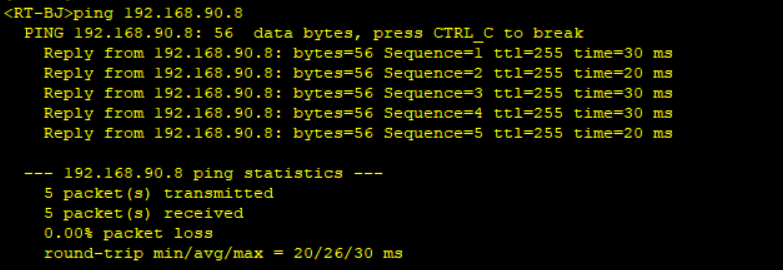 <RT-BJ>ping 192.168.90.8
PING 192.168.90.8: 56  data bytes, press CTRL_C to break
Reply from 192.168.90.8: bytes=56 Sequence=1 ttl=255 time=30 ms
Reply from 192.168.90.8: bytes=56 Sequence=2 ttl=255 time=20 ms
Reply from 192.168.90.8: bytes=56 Sequence=3 ttl=255 time=30 ms
Reply from 192.168.90.8: bytes=56 Sequence=4 ttl=255 time=30 ms
Reply from 192.168.90.8: bytes=56 Sequence=5 ttl=255 time=20 ms
--- 192.168.90.8 ping statistics ---
5 packet(s) transmitted
5 packet(s) received
0.00% packet loss
round-trip min/avg/max = 20/26/30 ms